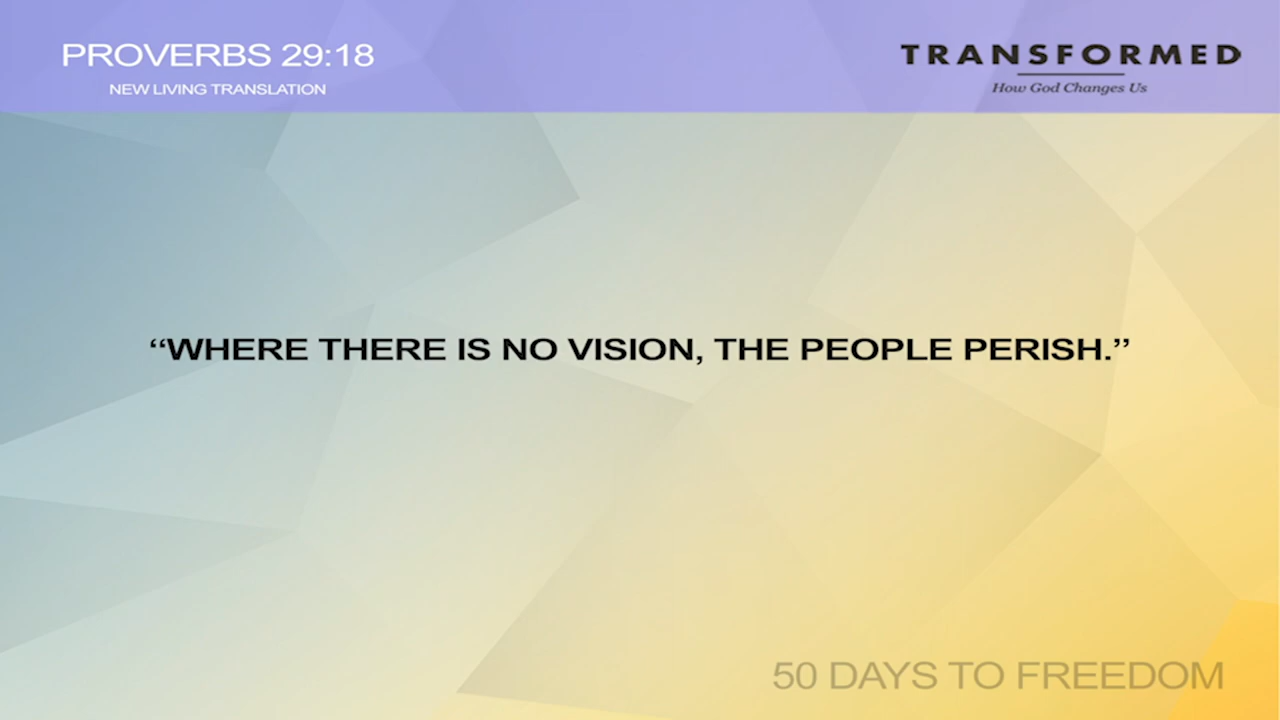 PROVERBS 29:18
NEW LIVING TRANSLATION
TRANSFORMED
How God Changes Us
“WHERE THERE IS NO VISION, THE PEOPLE PERISH.”
50 DAYS TO FREEDOM